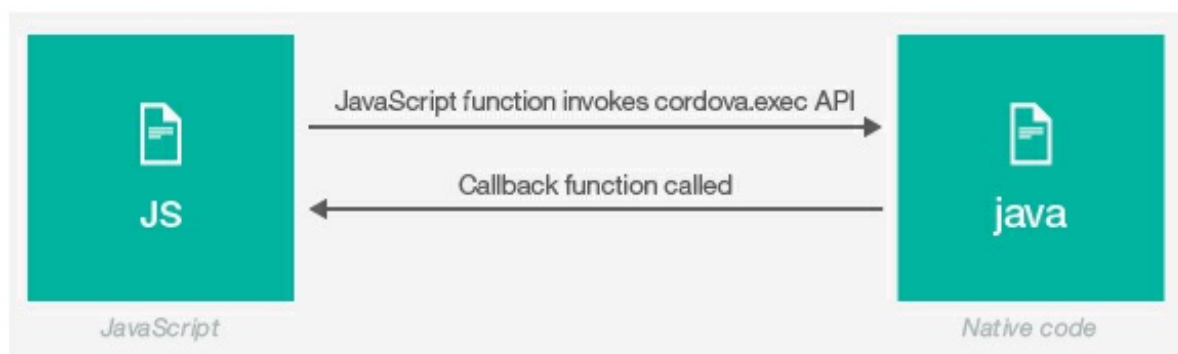 JavaScript function invokes cordova.exec API
Callback function called
JS
java
JavaScript
Native code